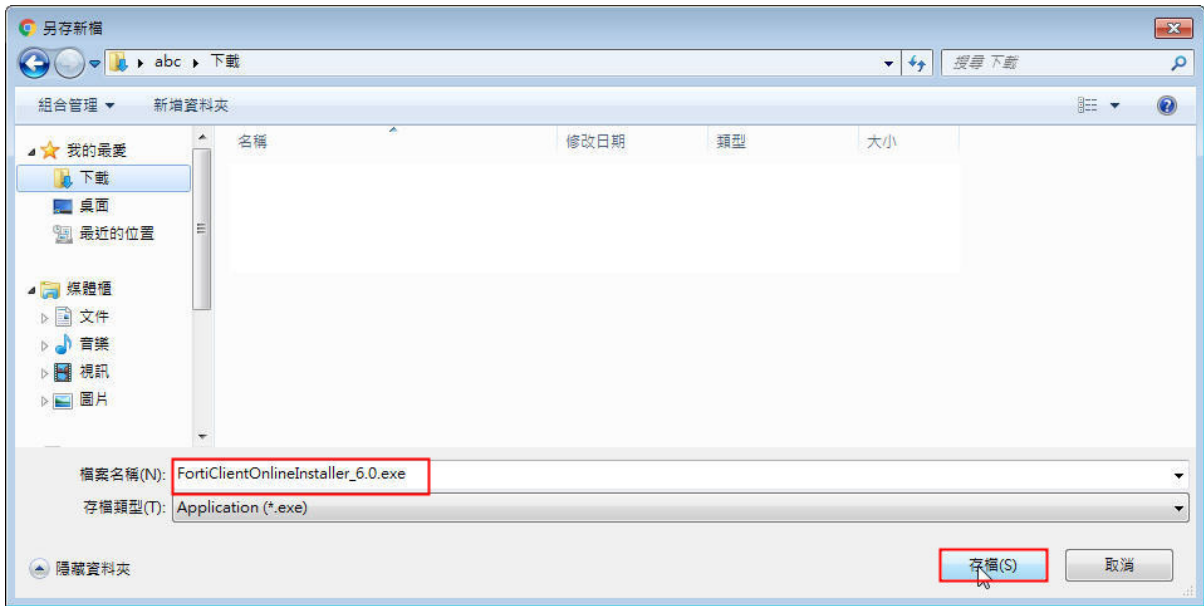 另存新檔
abc 下載
搜尋 下載
組合管理 新增資料夾
名稱 修改日期 類型 大小
我的最愛
下載
桌面
最近的位置
媒體櫃
文件
音樂
視訊
圖片
檔案名稱(N): FortiClientOnlineInstaller_6.0.exe
存檔類型(T): Application (*.exe)
隱藏資料夾
存檔(S) 取消